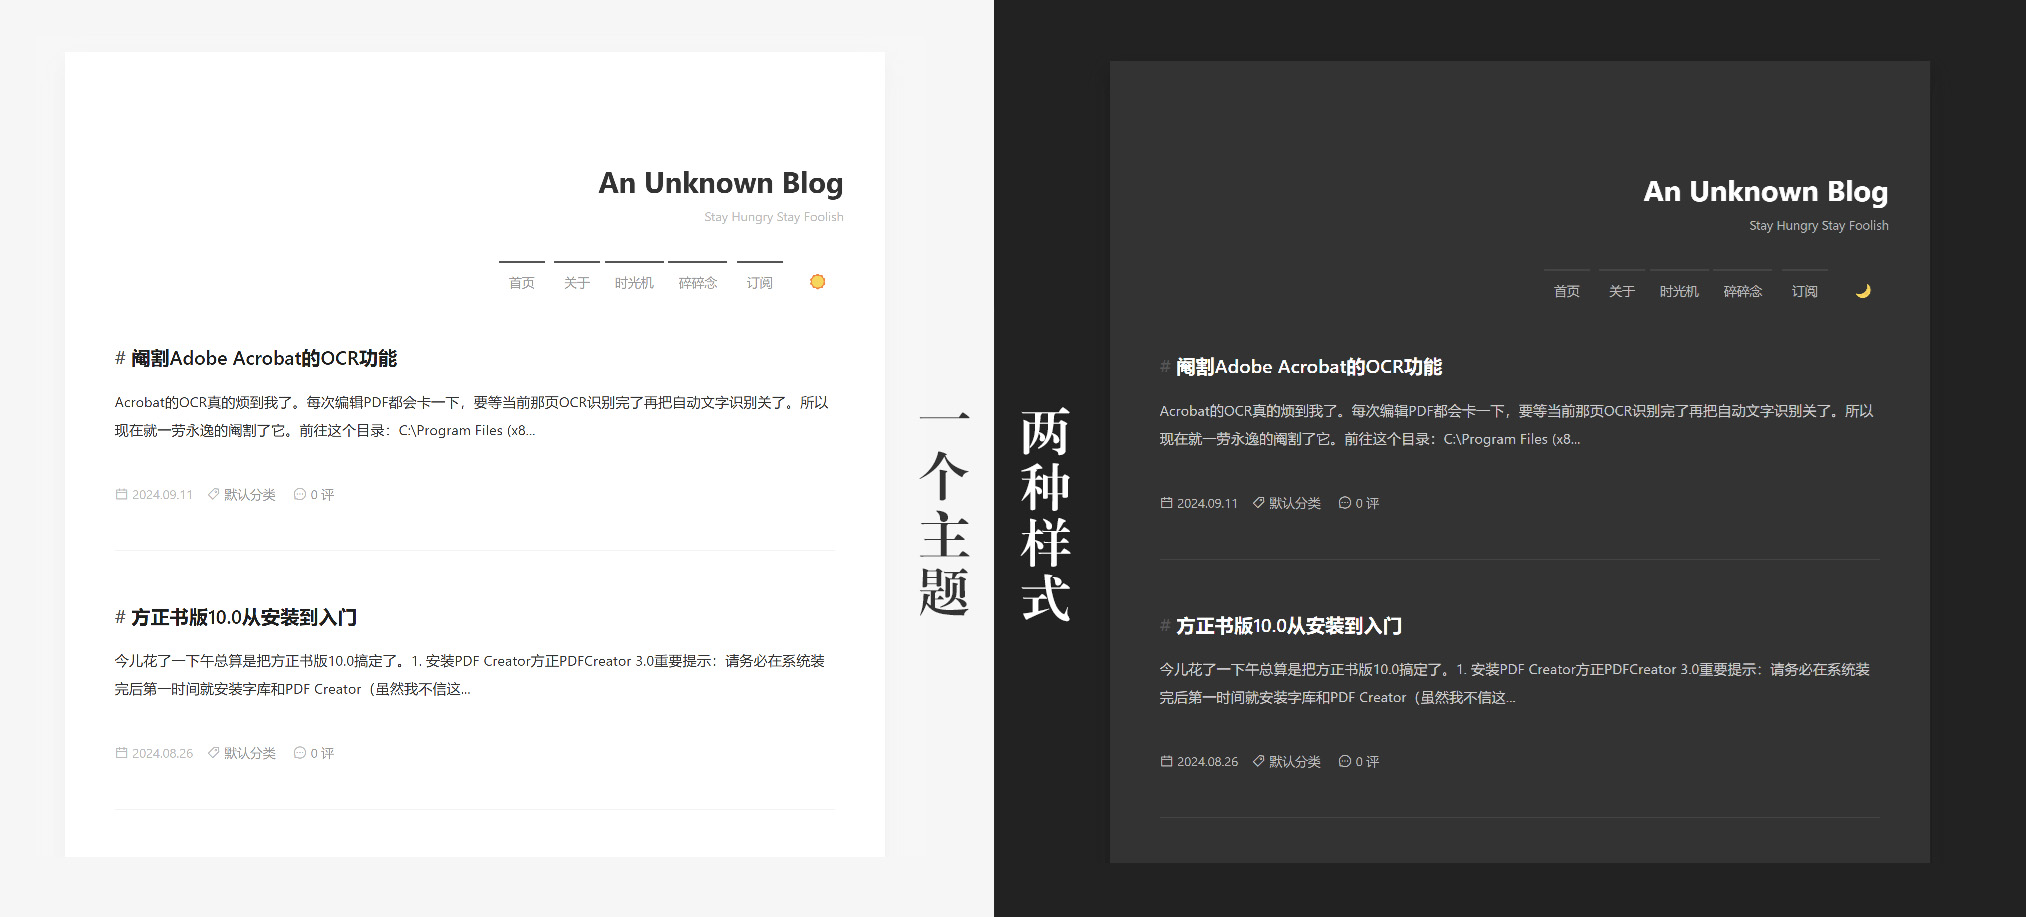 An Unknown Blog
Stay Hungry Stay Foolish
首页 关于 时光机 碎碎念 订阅
# 阉割Adobe Acrobat的OCR功能
Acrobat的OCR真的烦到我了。每次编辑PDF都会卡一下，要等当前那页OCR识别完了再把自动文字识别关了。所以
现在就一劳永逸的阉割了它。前往这个目录：C:\Program Files (x8...
2024.09.11 默认分类 0 评
# 方正书版10.0从安装到入门
今儿花了一下午总算是把方正书版10.0搞定了。1. 安装PDF Creator方正PDFCreator 3.0重要提示：请务必在系统装
完后第一时间就安装字库和PDF Creator（虽然我不信这...
2024.08.26 默认分类 0 评
一个主题
两种样式
An Unknown Blog
Stay Hungry Stay Foolish
首页 关于 时光机 碎碎念 订阅
# 阉割Adobe Acrobat的OCR功能
Acrobat的OCR真的烦到我了。每次编辑PDF都会卡一下，要等当前那页OCR识别完了再把自动文字识别关了。所以
现在就一劳永逸的阉割了它。前往这个目录：C:\Program Files (x8...
2024.09.11 默认分类 0 评
# 方正书版10.0从安装到入门
今儿花了一下午总算是把方正书版10.0搞定了。1. 安装PDF Creator方正PDFCreator 3.0重要提示：请务必在系统装
完后第一时间就安装字库和PDF Creator（虽然我不信这...
2024.08.26 默认分类 0 评